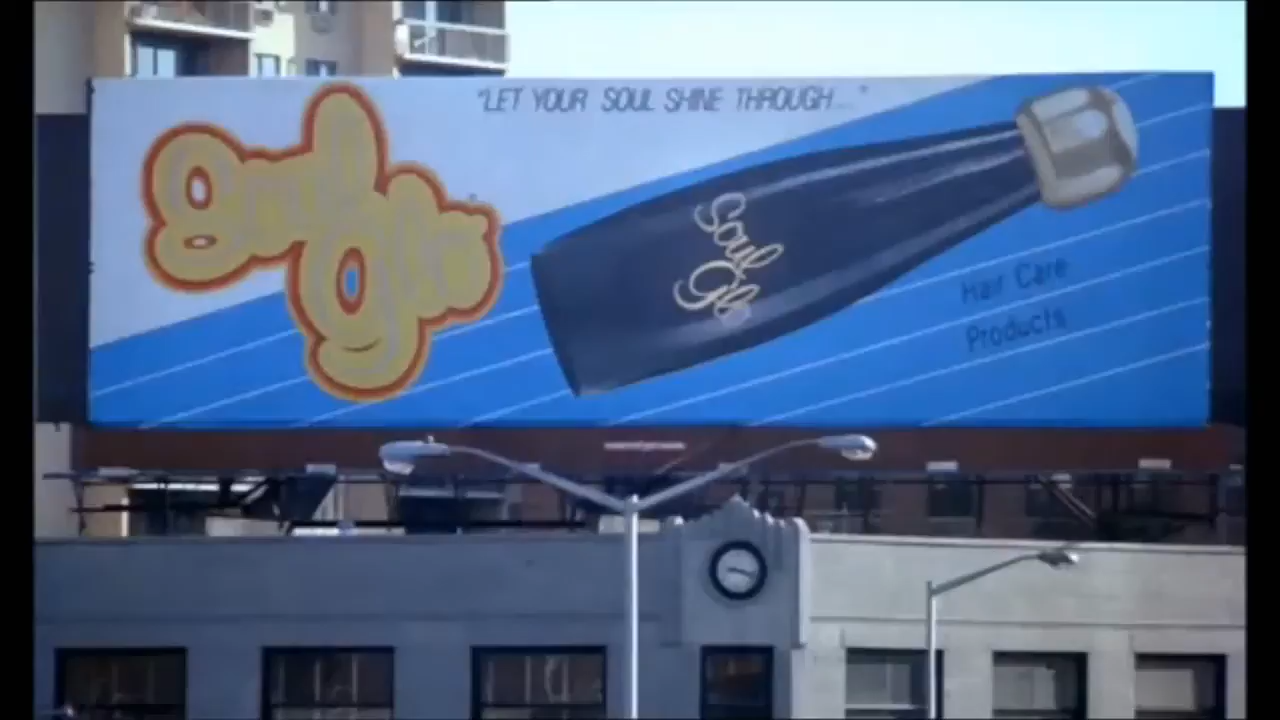 "LET YOUR SOUL SHINE THROUGH..."
Soul
Glo
Soul
Glo
Hair Care
Products